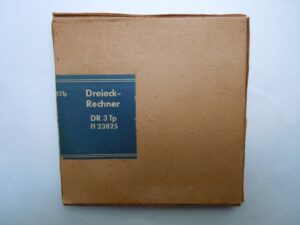 Dreieck-
Rechner
DR 3 Tp
Fl 23825